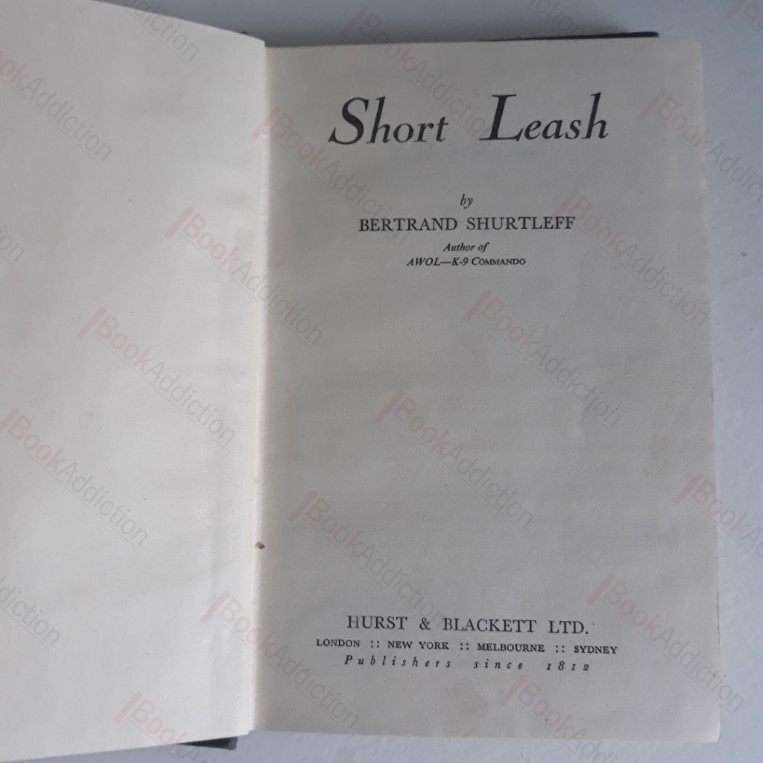 Short Leash
by
BERTRAND SHURTLEFF
Author of
AWOL—K-9 COMMANDO
HURST & BLACKETT LTD.
LONDON :: NEW YORK :: MELBOURNE :: SYDNEY
Publishers since 1812
BookAddiction